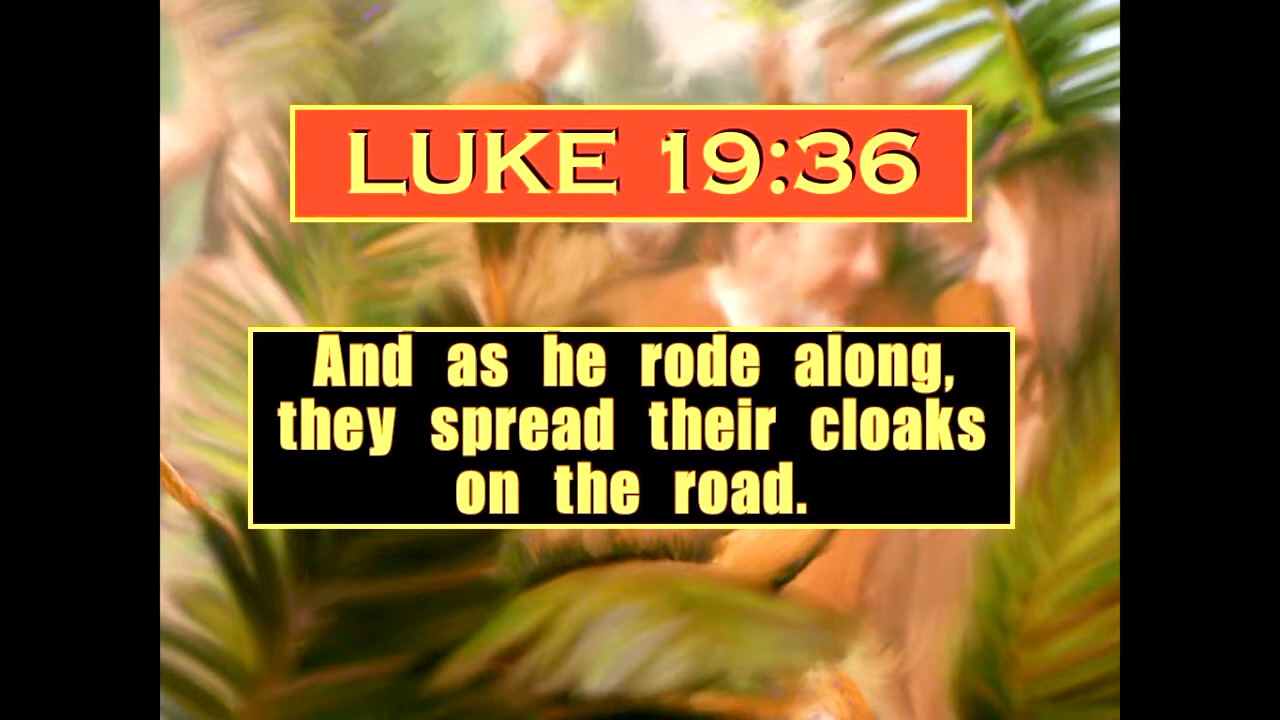 LUKE 19:36
And as he rode along,
they spread their cloaks
on the road.